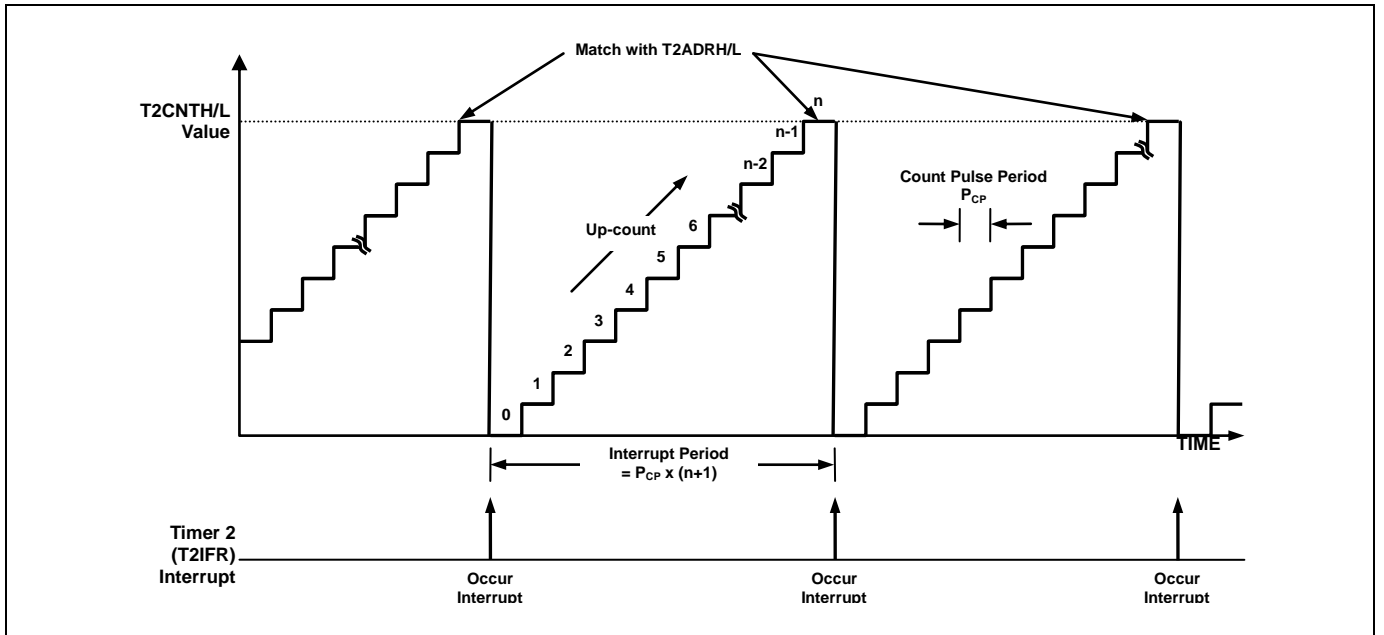 Match with T2ADRH/L
T2CNTH/L
Value
n
n-1
n-2
Count Pulse Period
PCP
Up-count
6
5
4
3
2
1
0
TIME
Interrupt Period
= PCP x (n+1)
Timer 2
(T2IFR)
Interrupt
Occur
Interrupt
Occur
Interrupt
Occur
Interrupt